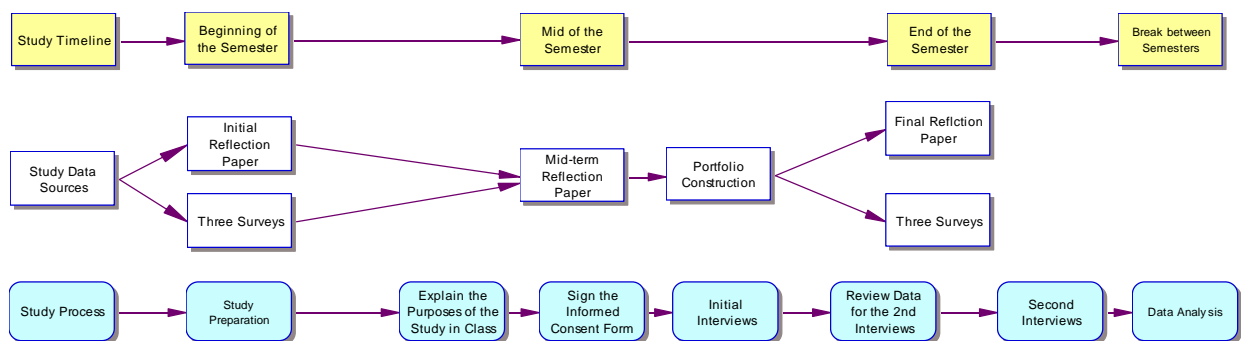 Study Timeline
Beginning of
the Semester
Mid of the
Semester
End of the
Semester
Break between
Semesters
Study Data
Sources
Initial
Reflection
Paper
Three Surveys
Mid-term
Reflection
Paper
Portfolio
Construction
Final Reflction
Paper
Three Surveys
Study Process
Study
Preparation
Explain the
Purposes of the
Study in Class
Sign the
Informed
Consent Form
Initial
Interviews
Review Data
for the 2nd
Interviews
Second
Interviews
Data Analysis